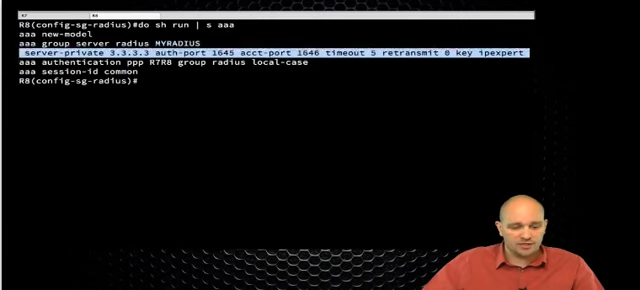 R7
R8
R8(config-sg-radius)#do sh run | s aaa
aaa new-model
aaa group server radius MYRADIUS
server-private 3.3.3.3 auth-port 1645 acct-port 1646 timeout 5 retransmit 0 key ipexpert
aaa authentication ppp R7R8 group radius local-case
aaa session-id common
R8(config-sg-radius)#